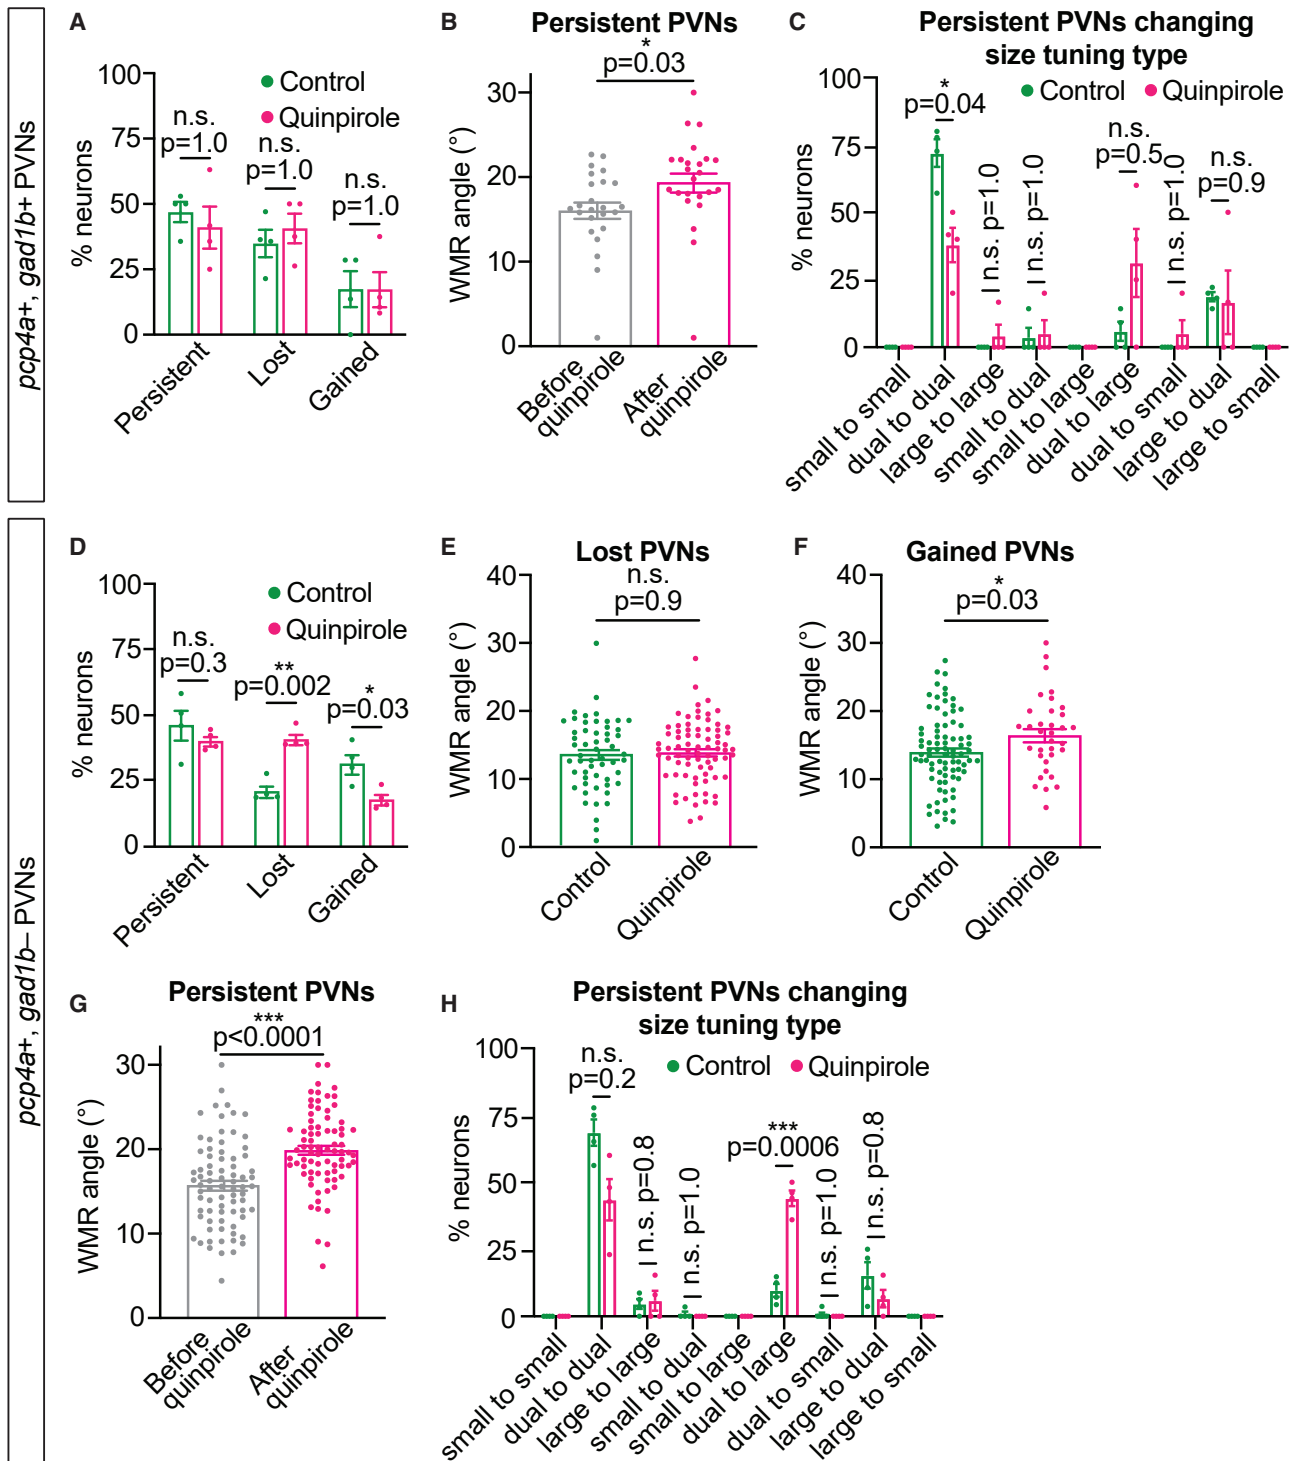 pcp4a+, gad1b+ PVNs
A
100
75
50
25
0
% neurons
Control
Quinpirole
n.s.
p=1.0
n.s.
p=1.0
n.s.
p=1.0
Persistent
Lost
Gained
B
Persistent PVNs
*
p=0.03
30
20
10
0
WMR angle (°)
Before
quinpirole
After
quinpirole
C
Persistent PVNs changing
size tuning type
Control
Quinpirole
100
75
50
25
0
% neurons
*
p=0.04
n.s. p=1.0
n.s. p=1.0
n.s.
p=0.5
n.s. p=1.0
n.s.
p=0.9
small to small
dual to dual
large to large
small to dual
small to large
dual to large
dual to small
large to dual
large to small
pcp4a+, gad1b– PVNs
D
100
75
50
25
0
% neurons
Control
Quinpirole
n.s.
p=0.3
**
p=0.002
*
p=0.03
Persistent
Lost
Gained
E
Lost PVNs
n.s.
p=0.9
40
30
20
10
0
WMR angle (°)
Control
Quinpirole
F
Gained PVNs
*
p=0.03
40
30
20
10
0
WMR angle (°)
Control
Quinpirole
G
Persistent PVNs
***
p<0.0001
30
20
10
0
WMR angle (°)
Before
quinpirole
After
quinpirole
H
Persistent PVNs changing
size tuning type
Control
Quinpirole
100
75
50
25
0
% neurons
n.s.
p=0.2
n.s. p=0.8
n.s. p=1.0
***
p=0.0006
n.s. p=1.0
n.s. p=0.8
small to small
dual to dual
large to large
small to dual
small to large
dual to large
dual to small
large to dual
large to small